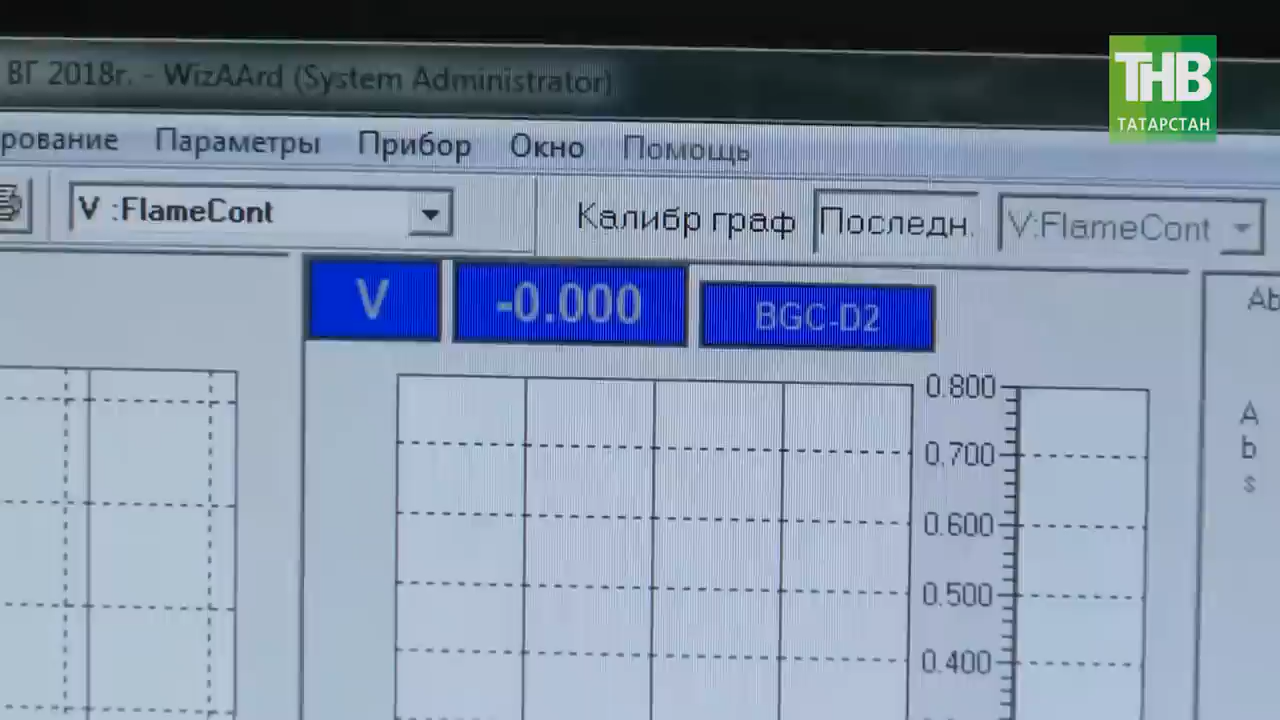 ТНВ
ТАТАРСТАН
ВГ 2018г. - WizAArd (System Administrator)
рование Параметры Прибор Окно Помощь
V :FlameCont Калибр граф Последн. V:FlameCont
V -0.000 BGC-D2
Ab
0.800
0.700
0.600
0.500
0.400
A
b
s